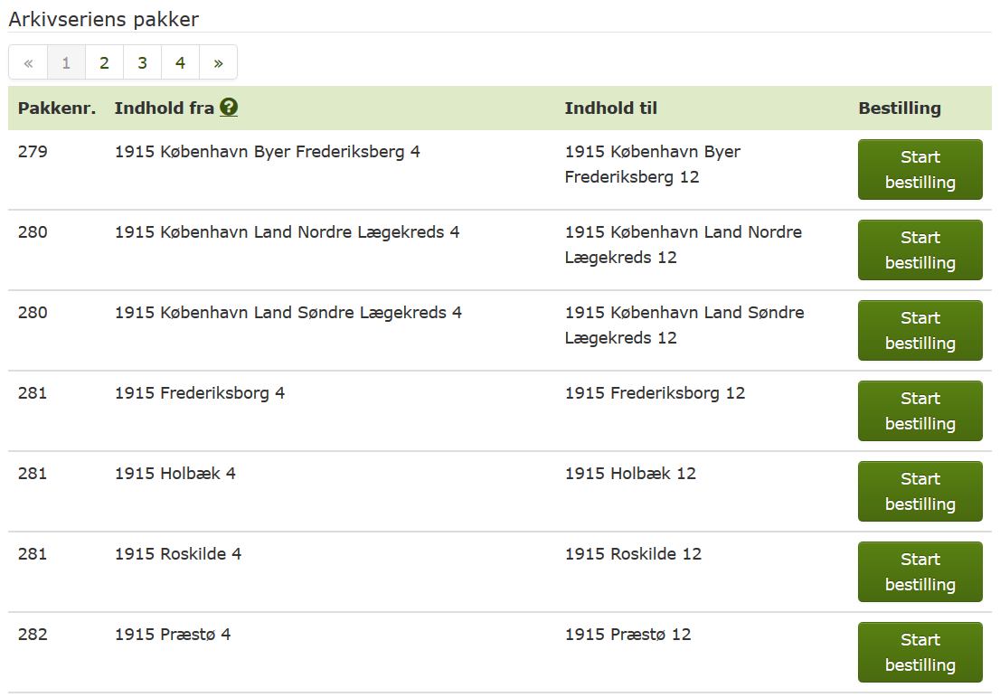 Arkivseriens pakker
« 1 2 3 4 »
Pakkenr. Indhold fra ? Indhold til Bestilling
279 1915 København Byer Frederiksberg 4 1915 København Byer Frederiksberg 12 Start bestilling
280 1915 København Land Nordre Lægekreds 4 1915 København Land Nordre Lægekreds 12 Start bestilling
280 1915 København Land Søndre Lægekreds 4 1915 København Land Søndre Lægekreds 12 Start bestilling
281 1915 Frederiksborg 4 1915 Frederiksborg 12 Start bestilling
281 1915 Holbæk 4 1915 Holbæk 12 Start bestilling
281 1915 Roskilde 4 1915 Roskilde 12 Start bestilling
282 1915 Præstø 4 1915 Præstø 12 Start bestilling